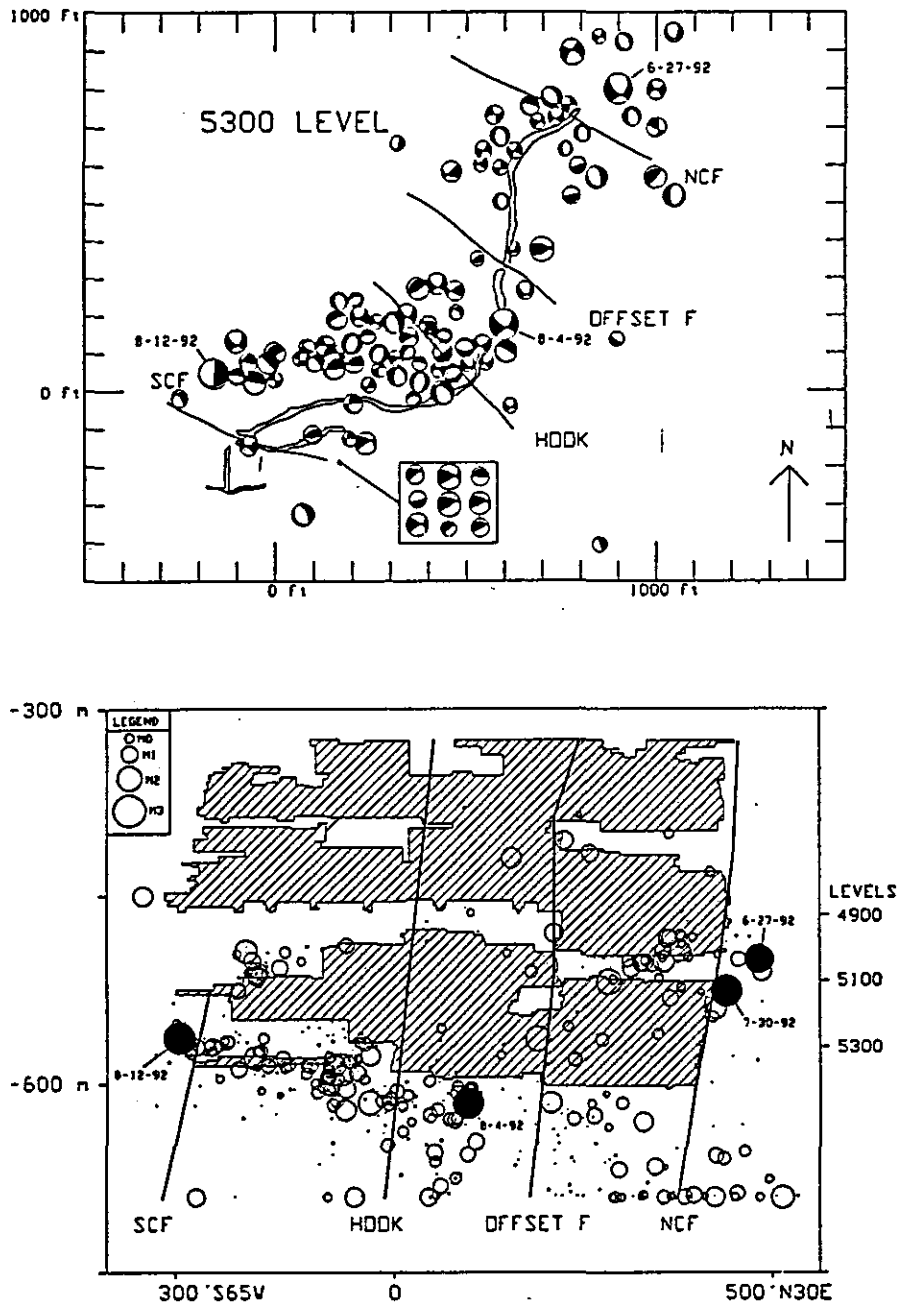 1000 Ft
6-27-92
5300 LEVEL
NCF
OFFSET F
8-12-92
8-4-92
SCF
0 ft
HOOK
N
0 ft
1000 ft
-300 m
LEGEND
M0
M1
M2
M3
LEVELS
4900
6-27-92
5100
7-30-92
5300
8-12-92
-600 m
8-4-92
SCF
HOOK
OFFSET F
NCF
300 'S65W
0
500 'N30E